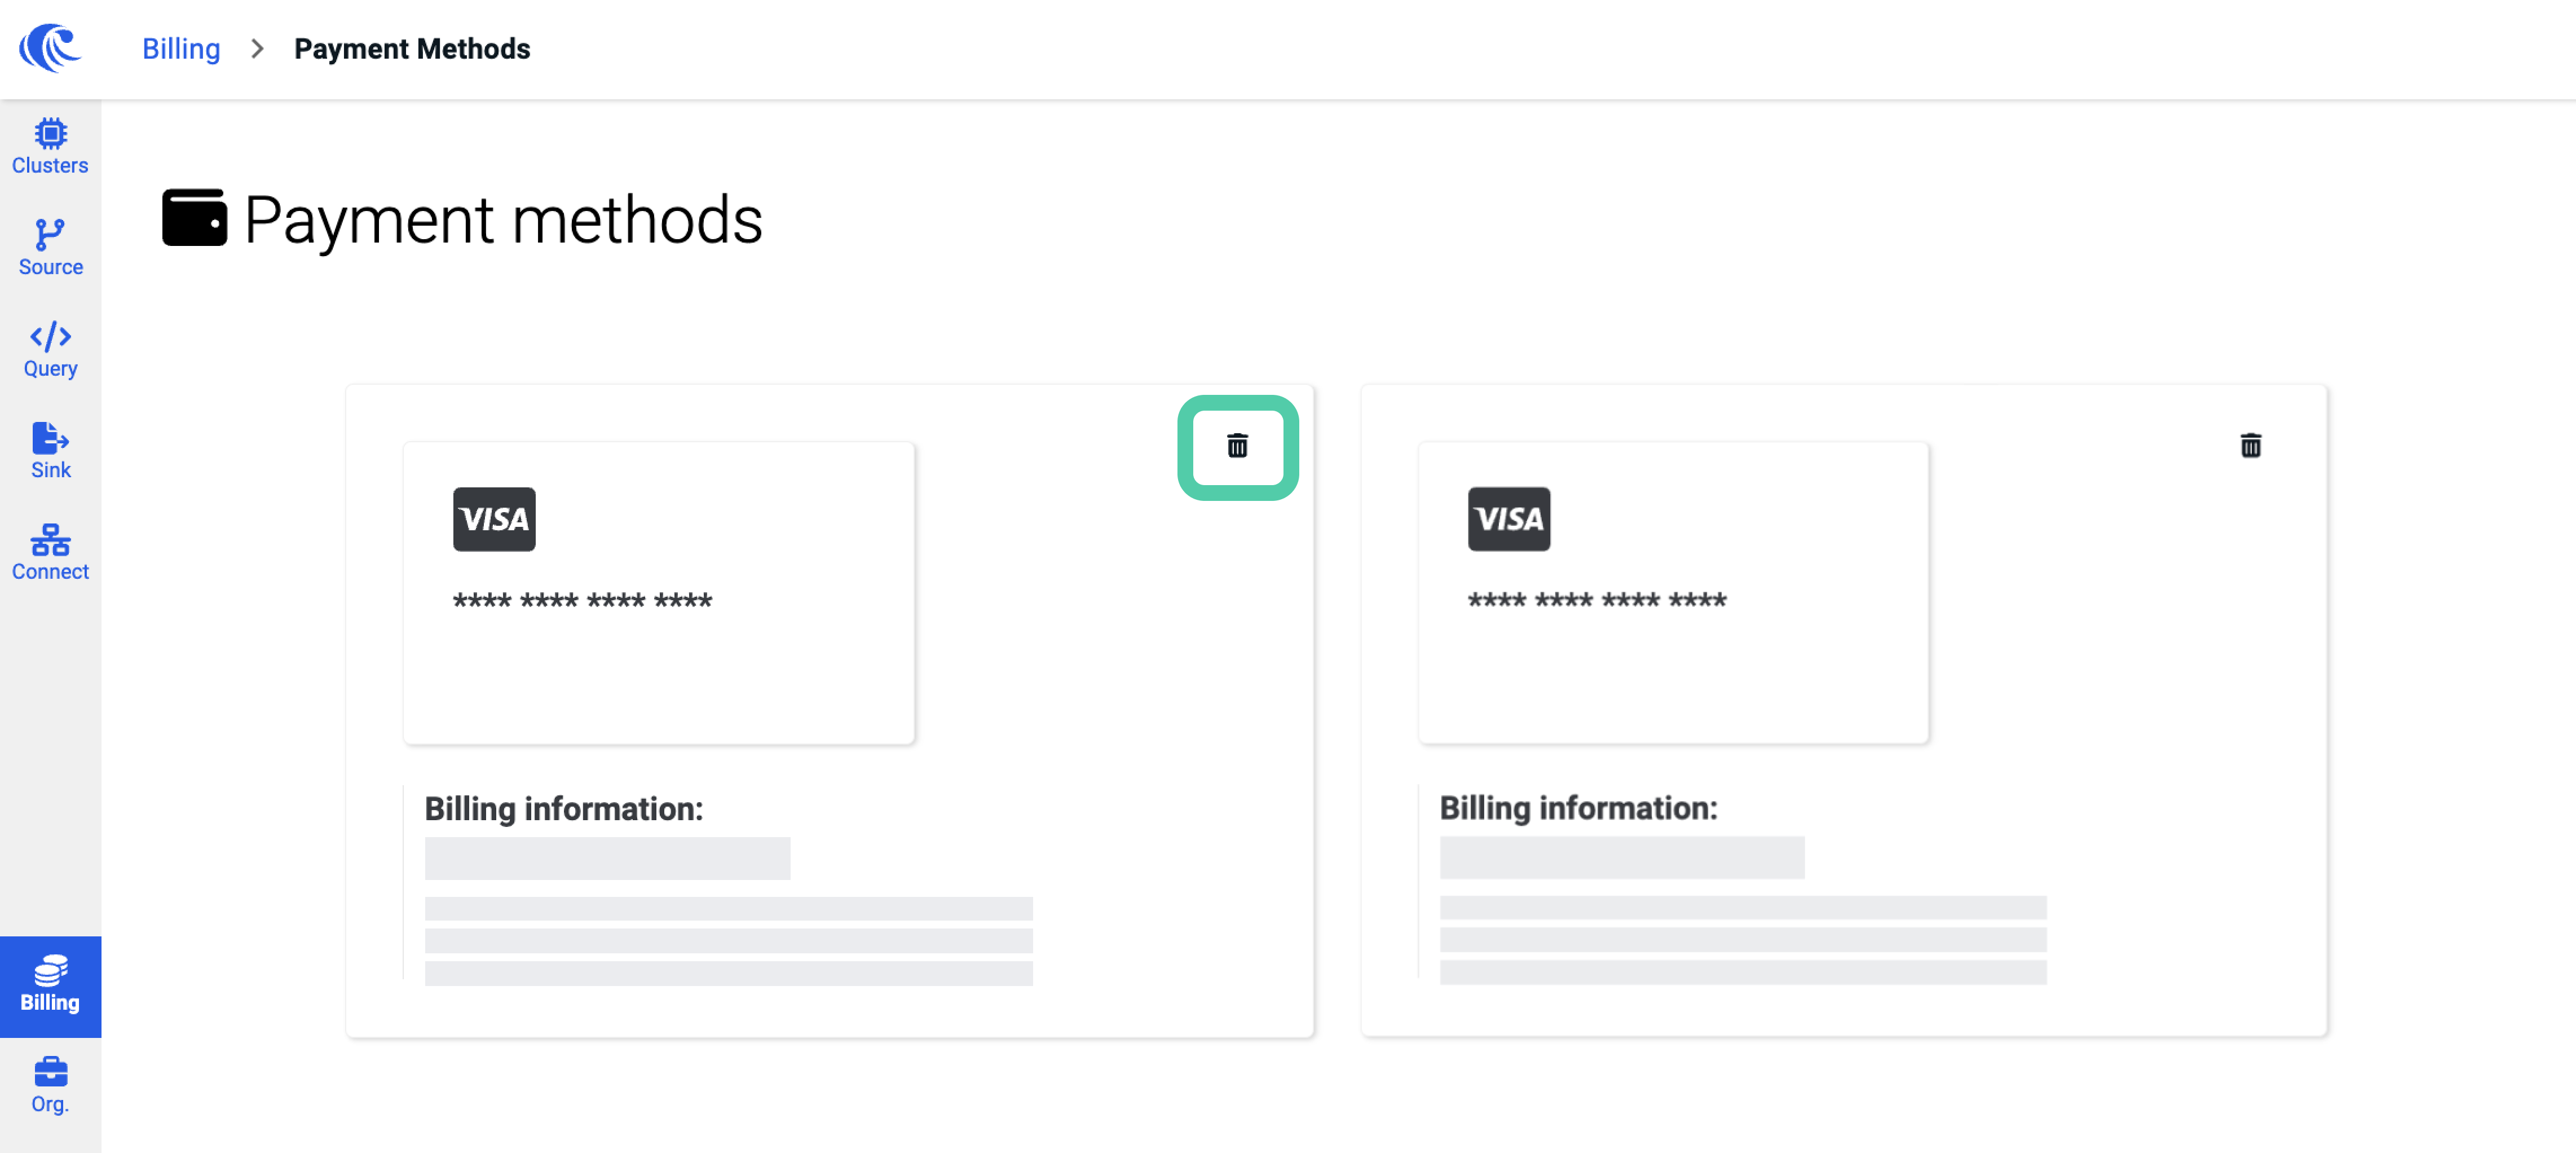 Billing > Payment Methods
Clusters
Source
Query
Sink
Connect
Billing
Org.
Payment methods
VISA
**** **** **** ****
Billing information:
VISA
**** **** **** ****
Billing information: